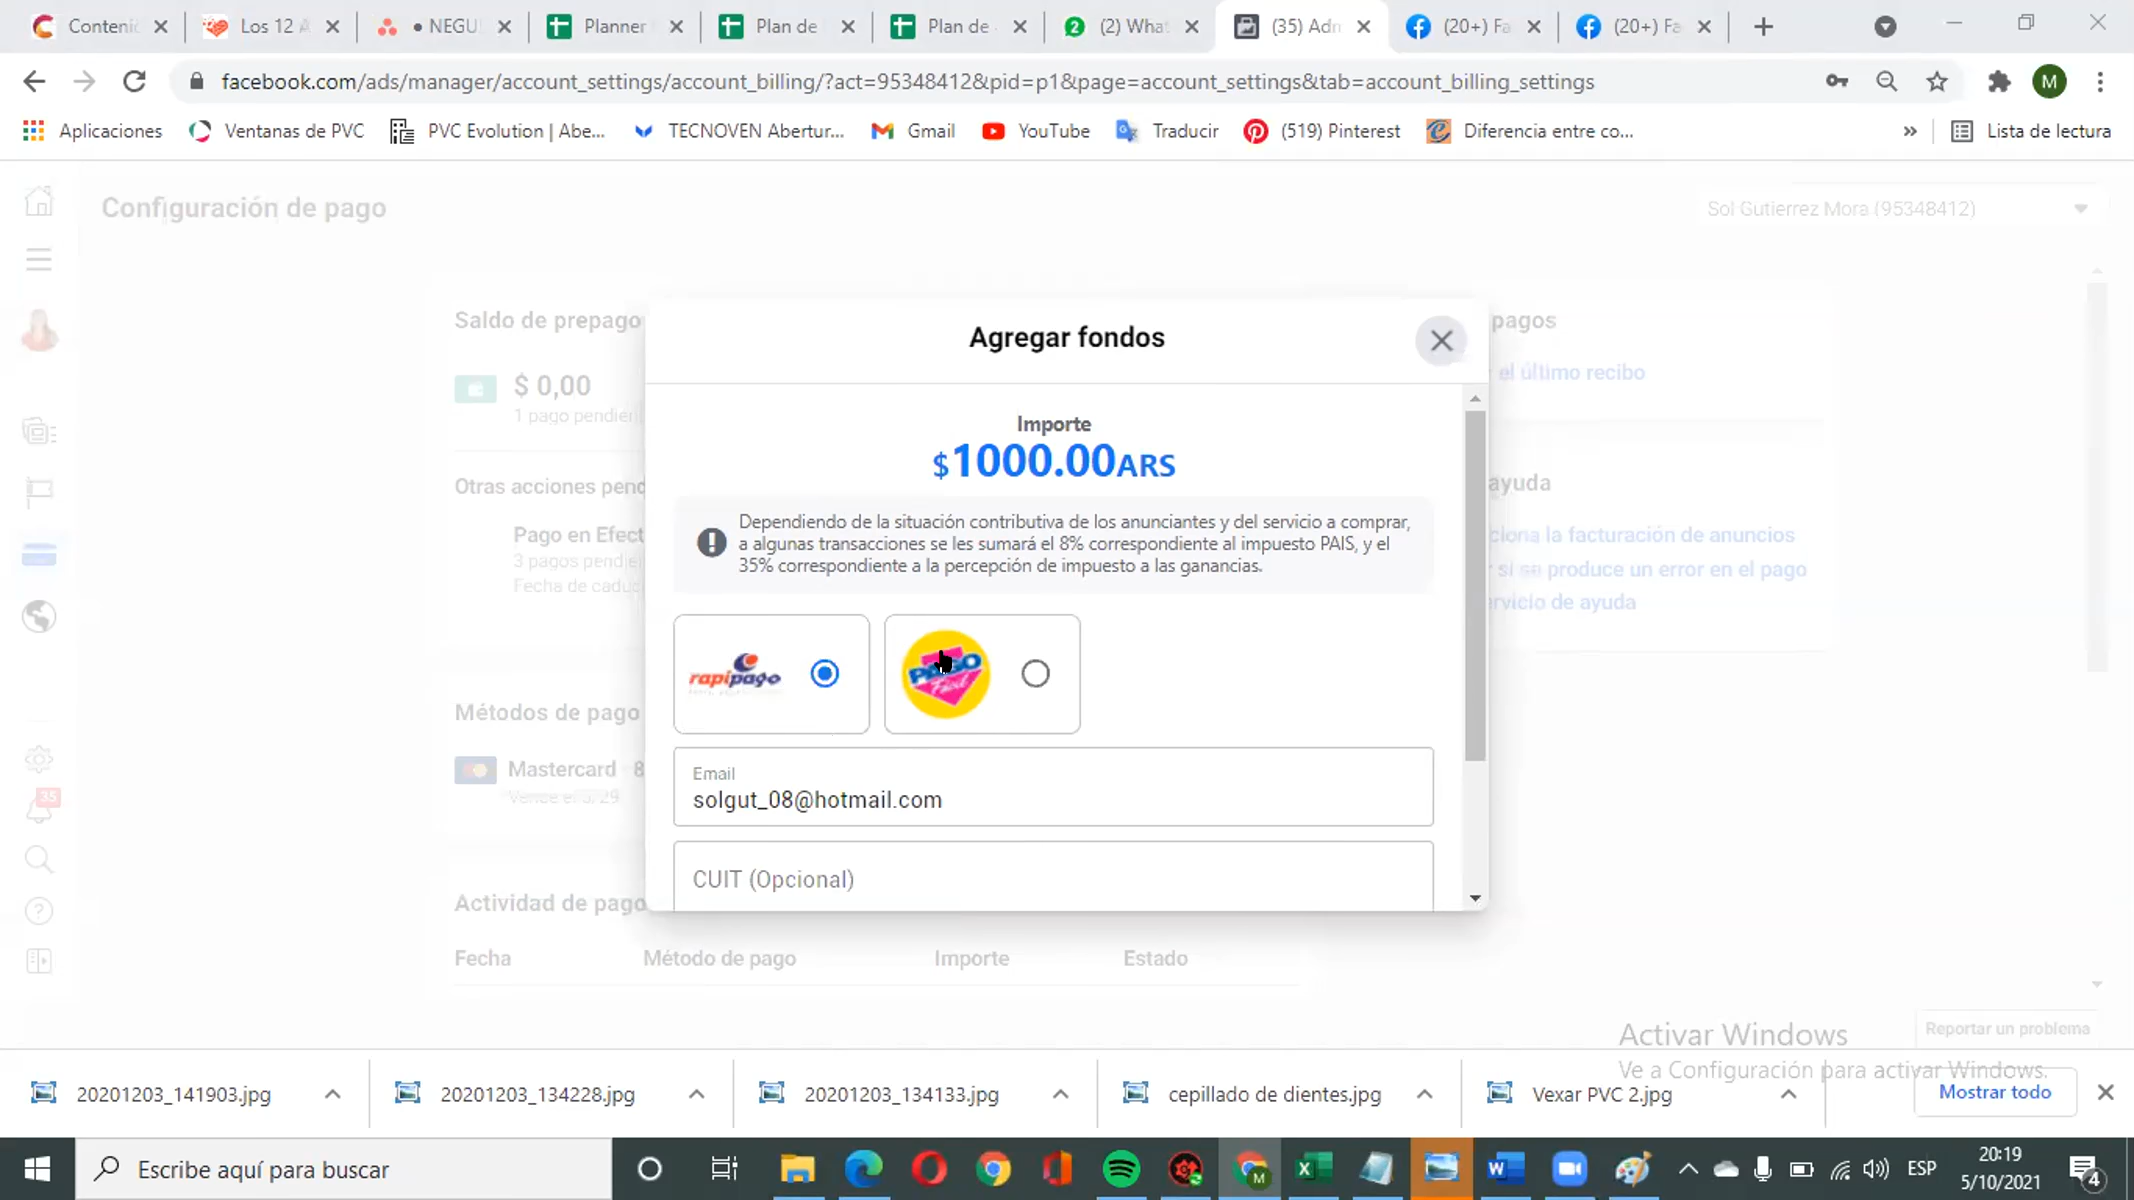 Conteni
Los 12 A
• NEGU
Planner
Plan de
Plan de
(2) What
(35) Adm
(20+) Fa
(20+) Fa
facebook.com/ads/manager/account_settings/account_billing/?act=95348412&pid=p1&page=account_settings&tab=account_billing_settings
M
Aplicaciones
Ventanas de PVC
PVC Evolution | Abe...
TECNOVEN Abertur...
Gmail
YouTube
Traducir
(519) Pinterest
Diferencia entre co...
»
Lista de lectura
Configuración de pago
Sol Gutierrez Mora (95348412)
Saldo de prepago
$ 0,00
1 pago pendien
Otras acciones pend
Pago en Efect
3 pagos pendie
Fecha de caduc
Métodos de pago
Mastercard · 8
Actividad de pago
Fecha
Método de pago
Importe
Estado
pagos
el último recibo
ayuda
ciona la facturación de anuncios
r si se produce un error en el pago
ervicio de ayuda
35
Agregar fondos
Importe
$1000.00ARS
Dependiendo de la situación contributiva de los anunciantes y del servicio a comprar,
a algunas transacciones se les sumará el 8% correspondiente al impuesto PAIS, y el
35% correspondiente a la percepción de impuesto a las ganancias.
rapipago
PAGO
Fácil
Email
solgut_08@hotmail.com
CUIT (Opcional)
Reportar un problema
Activar Windows
Ve a Configuración para activar Windows.
20201203_141903.jpg
20201203_134228.jpg
20201203_134133.jpg
cepillado de dientes.jpg
Vexar PVC 2.jpg
Mostrar todo
Escribe aquí para buscar
ESP
20:19
5/10/2021
4